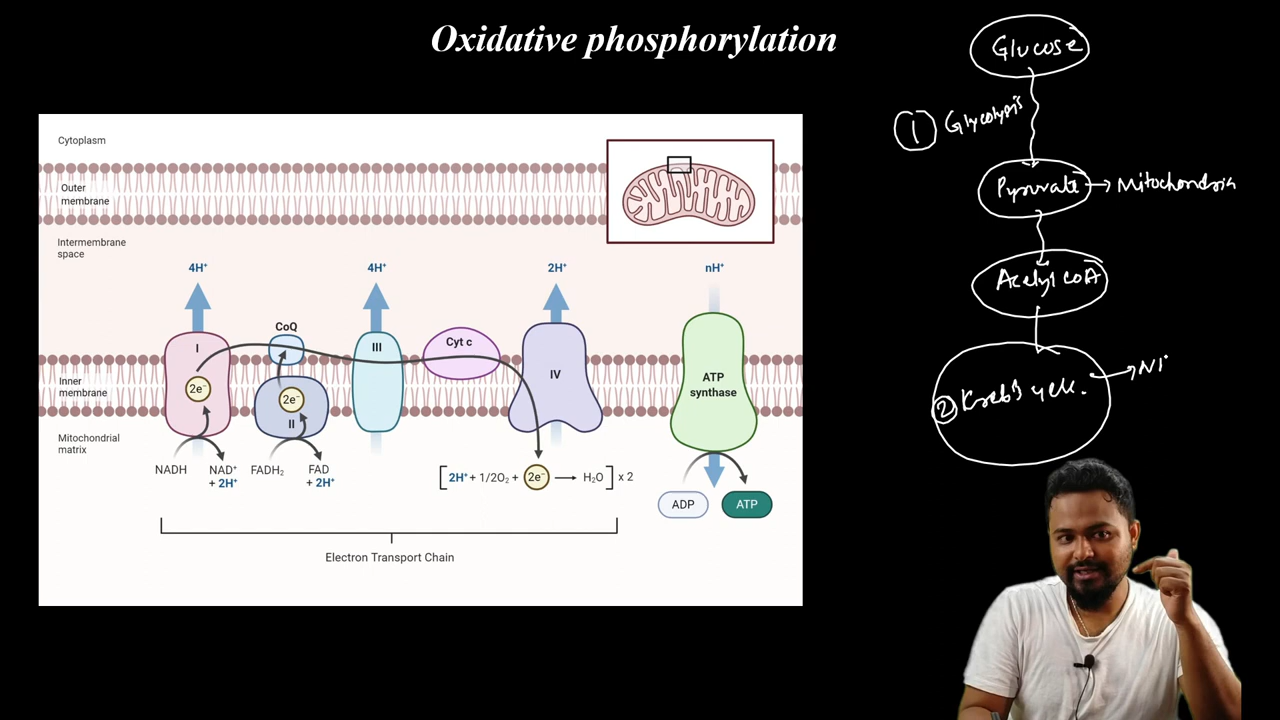 Oxidative phosphorylation
Cytoplasm
Outer
membrane
Intermembrane
space
4H⁺
4H⁺
2H⁺
nH⁺
CoQ
I
III
Cyt c
IV
ATP
synthase
2e⁻
2e⁻
II
Inner
membrane
Mitochondrial
matrix
NADH
NAD⁺
+ 2H⁺
FADH₂
FAD
+ 2H⁺
[2H⁺ + 1/2O₂ + 2e⁻ → H₂O] x 2
ADP
ATP
Electron Transport Chain
Glucose
1 Glycolysis
Pyruvate → Mitochondria
Acetyl coA
2 Kreb's